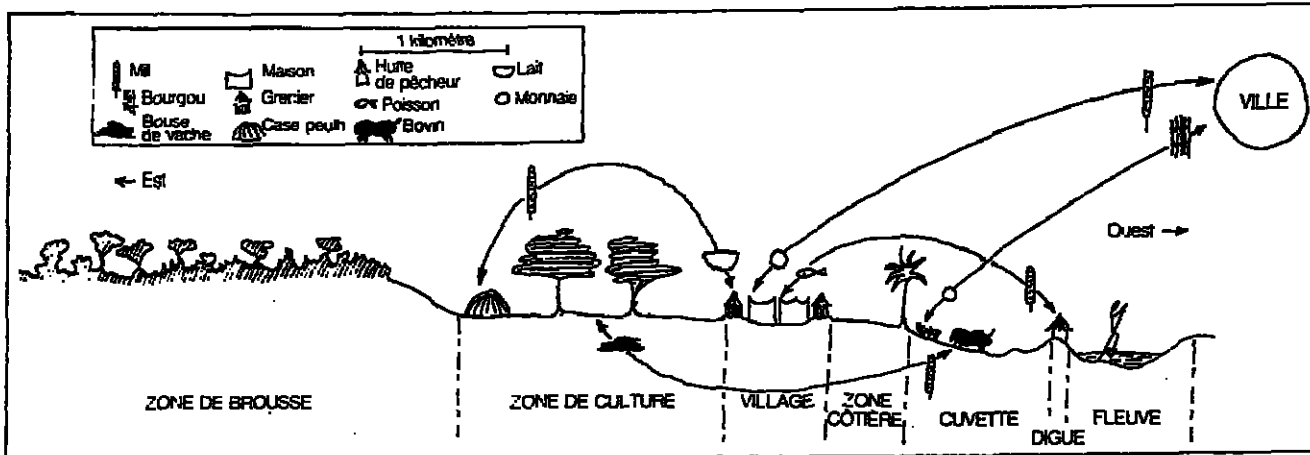 1 kilomètre
Mil
Maison
Hutte
de pêcheur
Lait
Bourgou
Grenier
Poisson
Monnaie
Bouse
de vache
Case peulh
Bovin
VILLE
← Est
Ouest →
ZONE DE BROUSSE
ZONE DE CULTURE
VILLAGE
ZONE
CÔTIÈRE
CUVETTE
DIGUE
FLEUVE